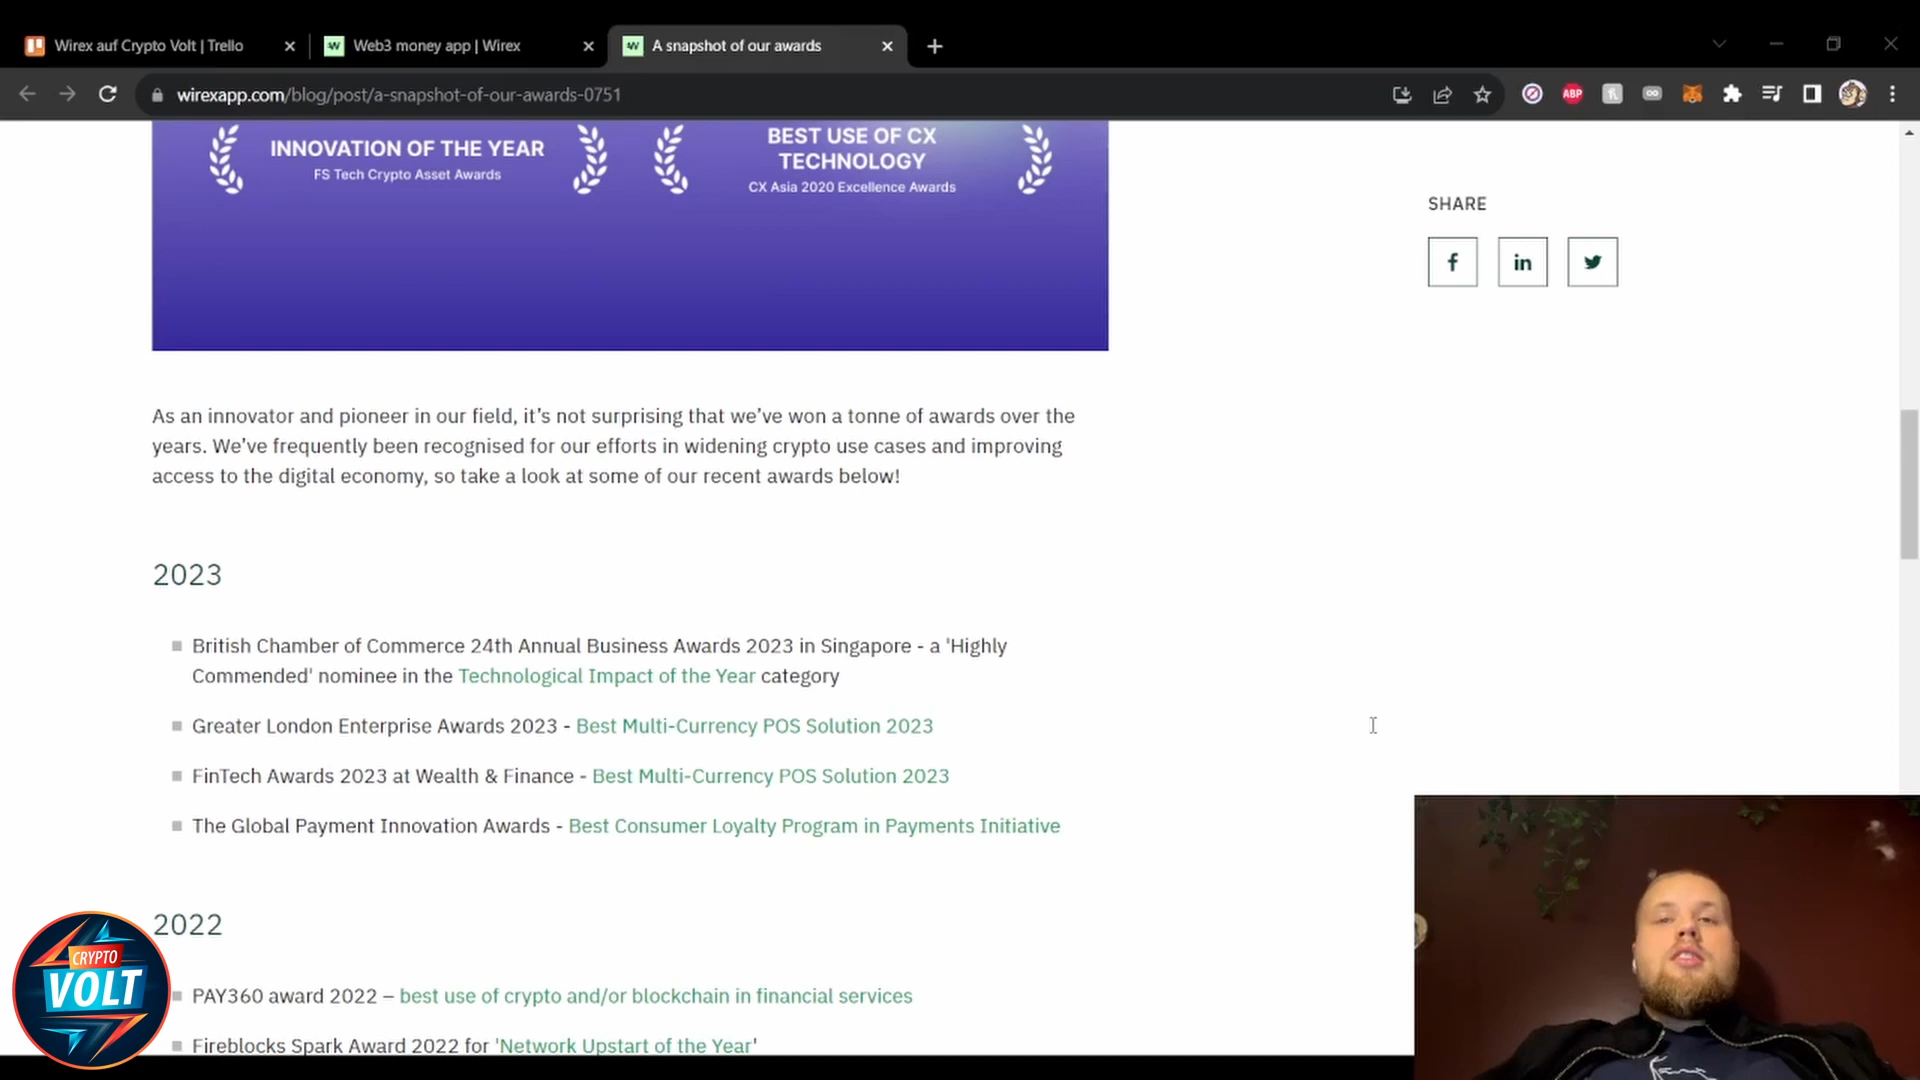 Wirex auf Crypto Volt | Trello
Web3 money app | Wirex
A snapshot of our awards
wirexapp.com/blog/post/a-snapshot-of-our-awards-0751
ABP
INNOVATION OF THE YEAR
FS Tech Crypto Asset Awards
BEST USE OF CX
TECHNOLOGY
CX Asia 2020 Excellence Awards
SHARE
f
in
As an innovator and pioneer in our field, it’s not surprising that we’ve won a tonne of awards over the
years. We’ve frequently been recognised for our efforts in widening crypto use cases and improving
access to the digital economy, so take a look at some of our recent awards below!
2023
British Chamber of Commerce 24th Annual Business Awards 2023 in Singapore - a 'Highly
Commended' nominee in the Technological Impact of the Year category
Greater London Enterprise Awards 2023 - Best Multi-Currency POS Solution 2023
FinTech Awards 2023 at Wealth & Finance - Best Multi-Currency POS Solution 2023
The Global Payment Innovation Awards - Best Consumer Loyalty Program in Payments Initiative
2022
PAY360 award 2022 – best use of crypto and/or blockchain in financial services
Fireblocks Spark Award 2022 for 'Network Upstart of the Year'
CRYPTO
VOLT